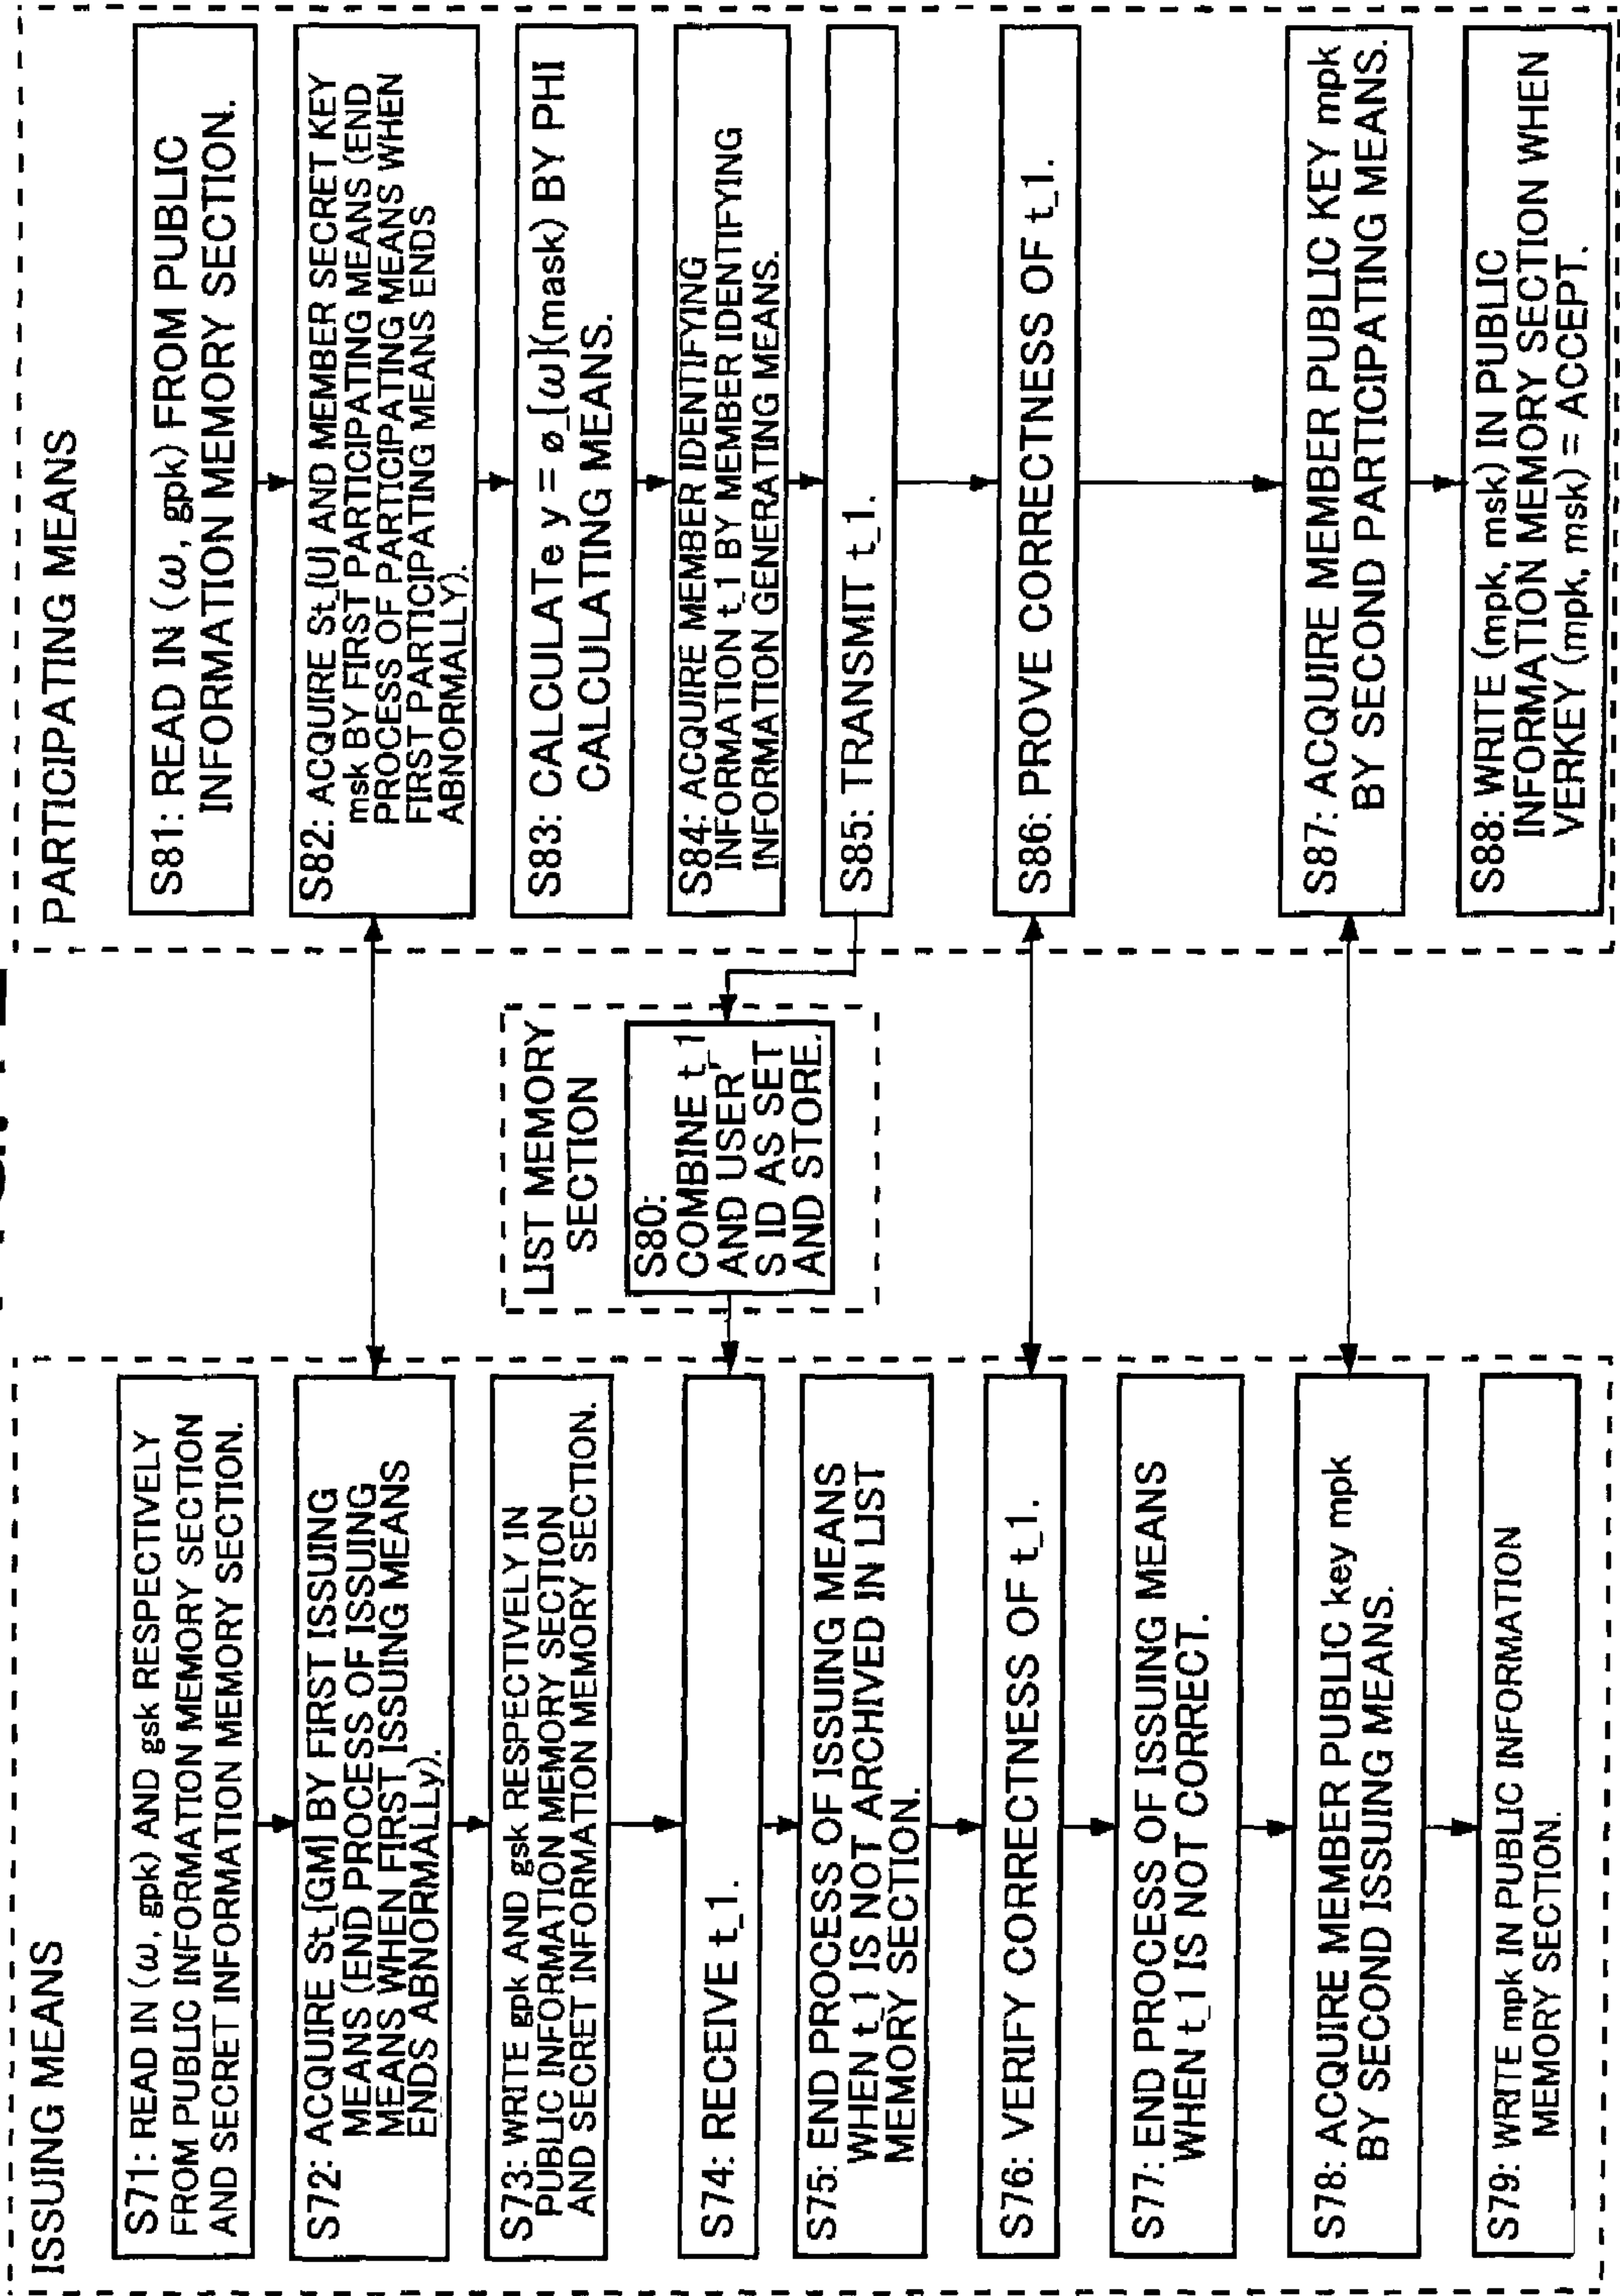 ISSUING MEANS
S71: READ IN (ω, gpk) AND gsk RESPECTIVELY
FROM PUBLIC INFORMATION MEMORY SECTION
AND SECRET INFORMATION MEMORY SECTION.
S72: ACQUIRE St_{GM} BY FIRST ISSUING
MEANS (END PROCESS OF ISSUING
MEANS WHEN FIRST ISSUING MEANS
ENDS ABNORMALLy).
S73: WRITE gpk AND gsk RESPECTIVELY IN
PUBLIC INFORMATION MEMORY SECTION
AND SECRET INFORMATION MEMORY SECTION.
S74: RECEIVE t_1.
S75: END PROCESS OF ISSUING MEANS
WHEN t_1 IS NOT ARCHIVED IN LIST
MEMORY SECTION.
S76: VERIFY CORRECTNESS OF t_1.
S77: END PROCESS OF ISSUING MEANS
WHEN t_1 IS NOT CORRECT.
S78: ACQUIRE MEMBER PUBLIC key mpk
BY SECOND ISSUING MEANS.
S79: WRITE mpk IN PUBLIC INFORMATION
MEMORY SECTION.
LIST MEMORY
SECTION
S80:
COMBINE t_1
AND USER'
S ID AS SET
AND STORE.
PARTICIPATING MEANS
S81: READ IN (ω, gpk) FROM PUBLIC
INFORMATION MEMORY SECTION.
S82: ACQUIRE St_{U} AND MEMBER SECRET KEY
msk BY FIRST PARTICIPATING MEANS (END
PROCESS OF PARTICIPATING MEANS WHEN
FIRST PARTICIPATING MEANS ENDS
ABNORMALLY).
S83: CALCULATe y = ø_{ω}(mask) BY PHI
CALCULATING MEANS.
S84: ACQUIRE MEMBER IDENTIFYING
INFORMATION t_1 BY MEMBER IDENTIFYING
INFORMATION GENERATING MEANS.
S85: TRANSMIT t_1.
S86: PROVE CORRECTNESS OF t_1.
S87: ACQUIRE MEMBER PUBLIC KEY mpk
BY SECOND PARTICIPATING MEANS.
S88: WRITE (mpk, msk) IN PUBLIC
INFORMATION MEMORY SECTION WHEN
VERKEY (mpk, msk) = ACCEPT.